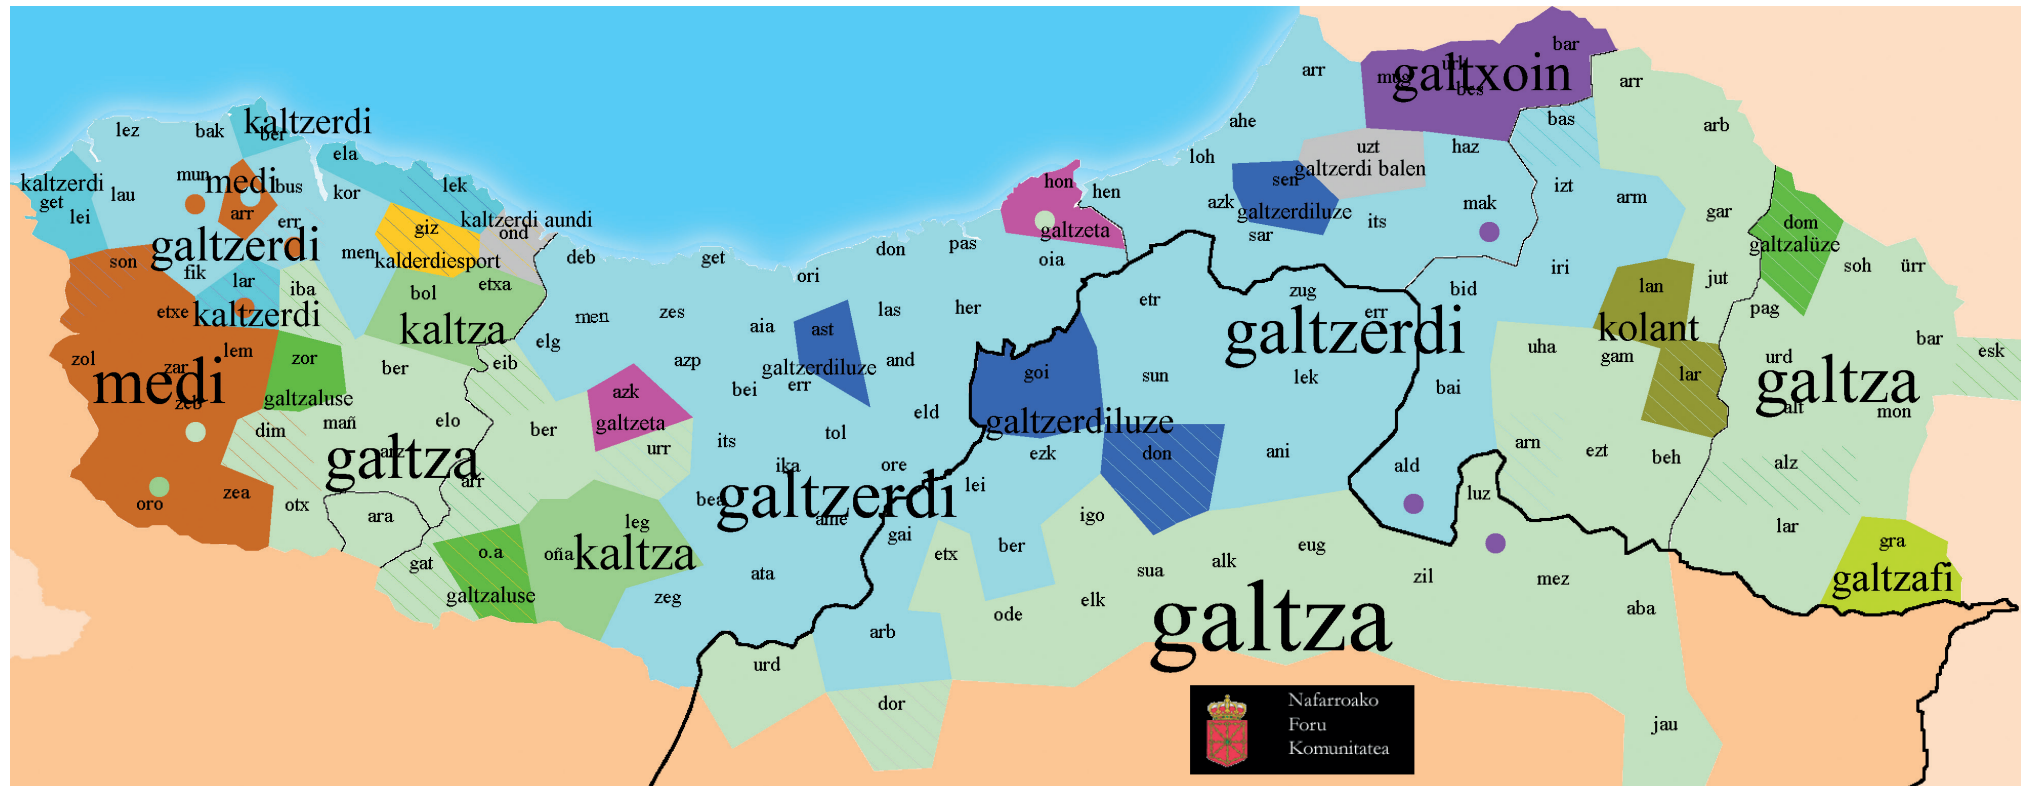 lez
bak
kaltzerdi
ber
ela
kaltzerdi
get
lei
lau
mun
medi
bus
kor
lek
arr
err
giz
kaltzerdi aundi
ond
galtzerdi
men
kalderdiesport
son
fik
lar
iba
bol
etxa
etxe
kaltzerdi
kaltza
zol
zar
lem
zor
ber
eib
medi
zeb
galtzaluse
dim
mañ
elo
arz
galtza
arr
oro
zea
otx
ara
gat
o.a
galtzaluse
oña
leg
kaltza
zeg
deb
get
ori
don
pas
hon
hen
galtzeta
oia
men
zes
aia
ast
las
her
elg
azp
galtzerdiluze
and
bei
err
azk
galtzeta
eld
ber
urr
its
tol
ika
ore
bea
galtzerdi
ame
lei
gai
ata
etx
ber
arb
urd
dor
ode
elk
igo
sua
alk
eug
galtza
zil
mez
aba
jau
goi
galtzerdiluze
ezk
don
ani
etr
zug
err
galtzerdi
sun
lek
bid
bai
ald
luz
arr
ahe
loh
azk
sen
galtzerdiluze
sar
uzt
galtzerdi balen
haz
its
mak
mug
urk
galtxoin
bes
bar
bas
arr
arb
izt
arm
gar
iri
lan
jut
kolant
uha
gam
lar
arn
ezt
beh
dom
galtzalüze
soh
ürr
pag
bar
esk
urd
galtza
alt
mon
alz
lar
gra
galtzafi
Nafarroako
Foru
Komunitatea